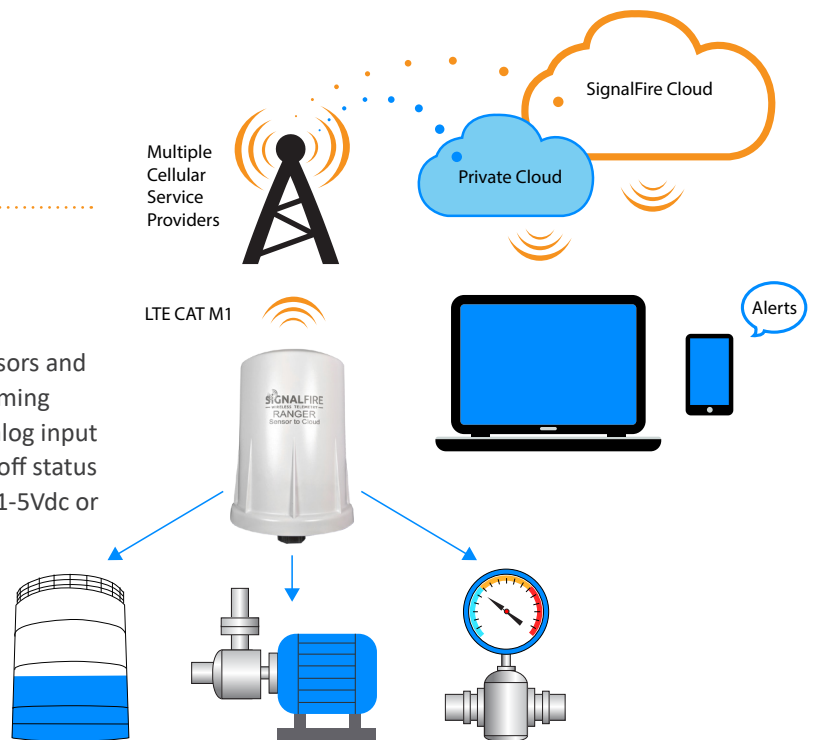 SignalFire Cloud
Private Cloud
Multiple
Cellular
Service
Providers
LTE CAT M1
Alerts
SIGNALFIRE
WIRELESS TELEMETRY
RANGER
Sensor to Cloud
sors and
ming
alog input
off status
1-5Vdc or